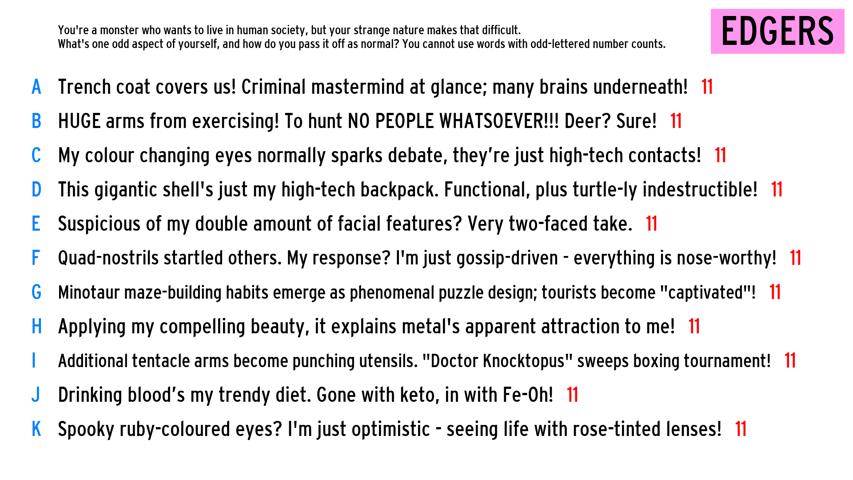 You're a monster who wants to live in human society, but your strange nature makes that difficult.
What's one odd aspect of yourself, and how do you pass it off as normal? You cannot use words with odd-lettered number counts.
EDGERS
A Trench coat covers us! Criminal mastermind at glance; many brains underneath! 11
B HUGE arms from exercising! To hunt NO PEOPLE WHATSOEVER!!! Deer? Sure! 11
C My colour changing eyes normally sparks debate, they're just high-tech contacts! 11
D This gigantic shell's just my high-tech backpack. Functional, plus turtle-ly indestructible! 11
E Suspicious of my double amount of facial features? Very two-faced take. 11
F Quad-nostrils startled others. My response? I'm just gossip-driven - everything is nose-worthy! 11
G Minotaur maze-building habits emerge as phenomenal puzzle design; tourists become "captivated"! 11
H Applying my compelling beauty, it explains metal's apparent attraction to me! 11
I Additional tentacle arms become punching utensils. "Doctor Knocktopus" sweeps boxing tournament! 11
J Drinking blood's my trendy diet. Gone with keto, in with Fe-Oh! 11
K Spooky ruby-coloured eyes? I'm just optimistic - seeing life with rose-tinted lenses! 11